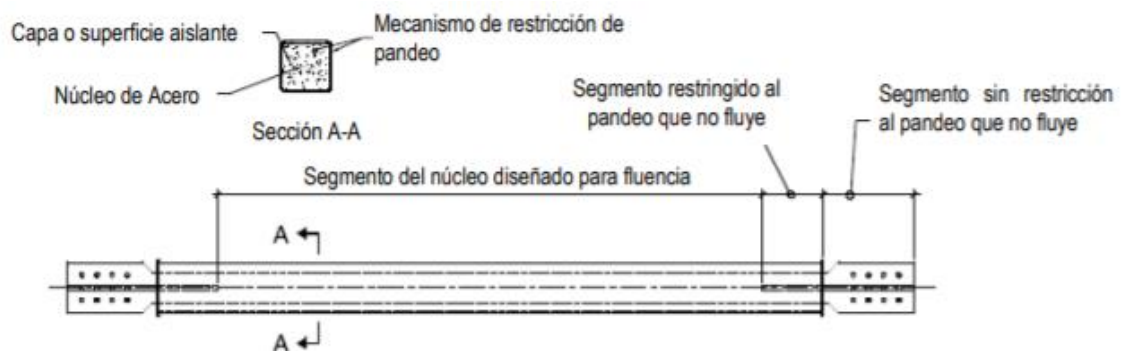 Capa o superficie aislante
Mecanismo de restricción de
pandeo
Núcleo de Acero
Sección A-A
Segmento restringido al
pandeo que no fluye
Segmento sin restricción
al pandeo que no fluye
Segmento del núcleo diseñado para fluencia
A
A